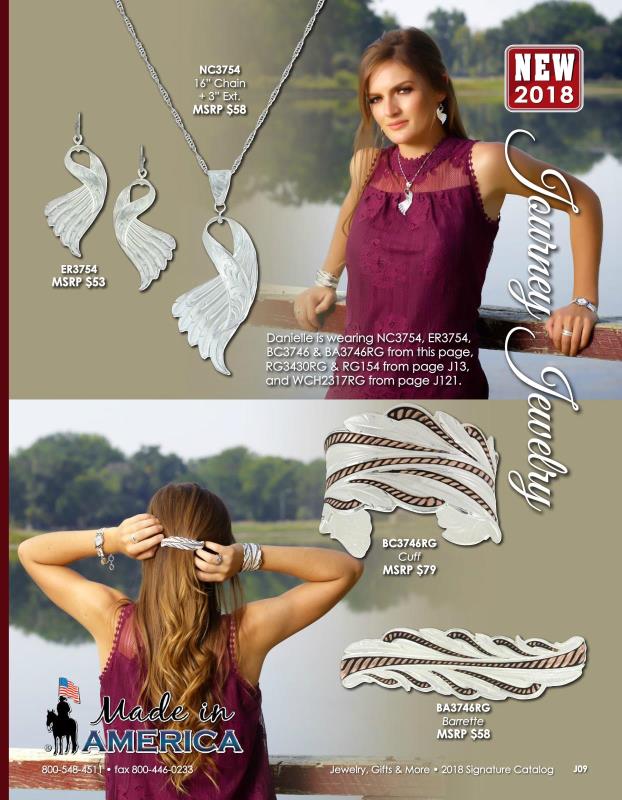 NC3754
16” Chain
+ 3” Ext.
MSRP $58
NEW
2018
Journey Jewelry
ER3754
MSRP $53
Danielle is wearing NC3754, ER3754,
BC3746 & BA3746RG from this page,
RG3430RG & RG154 from page J13,
and WCH2317RG from page J121.
BC3746RG
Cuff
MSRP $79
BA3746RG
Barrette
MSRP $58
Made in
AMERICA
®
800-548-4511 • fax 800-446-0233
Jewelry, Gifts & More • 2018 Signature Catalog J09